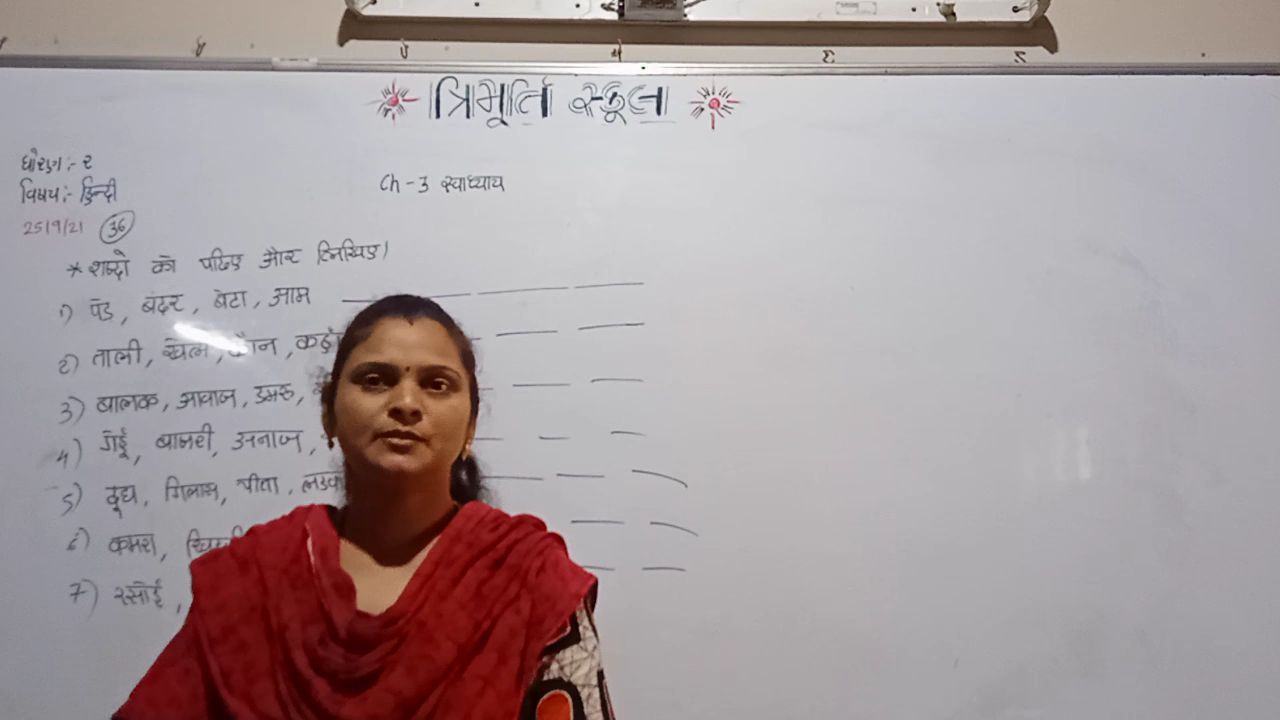 त्रिमूर्ति स्कूल
धोरण:- २
विषय:- हिन्दी
Ch - 3 स्वाध्याय
25/9/21 36
* शब्दो को पढिए और लिखिए।
1) पेड, बंदर, बेटा, आम
2) ताली, खेल, कौन, कहाँ
3) बालक, आवाज, डमरु,
4) गेहूँ, बाजरी, अनाज,
5) दूध, गिलास, पीता,
6) कमरा,
7) रसोई,